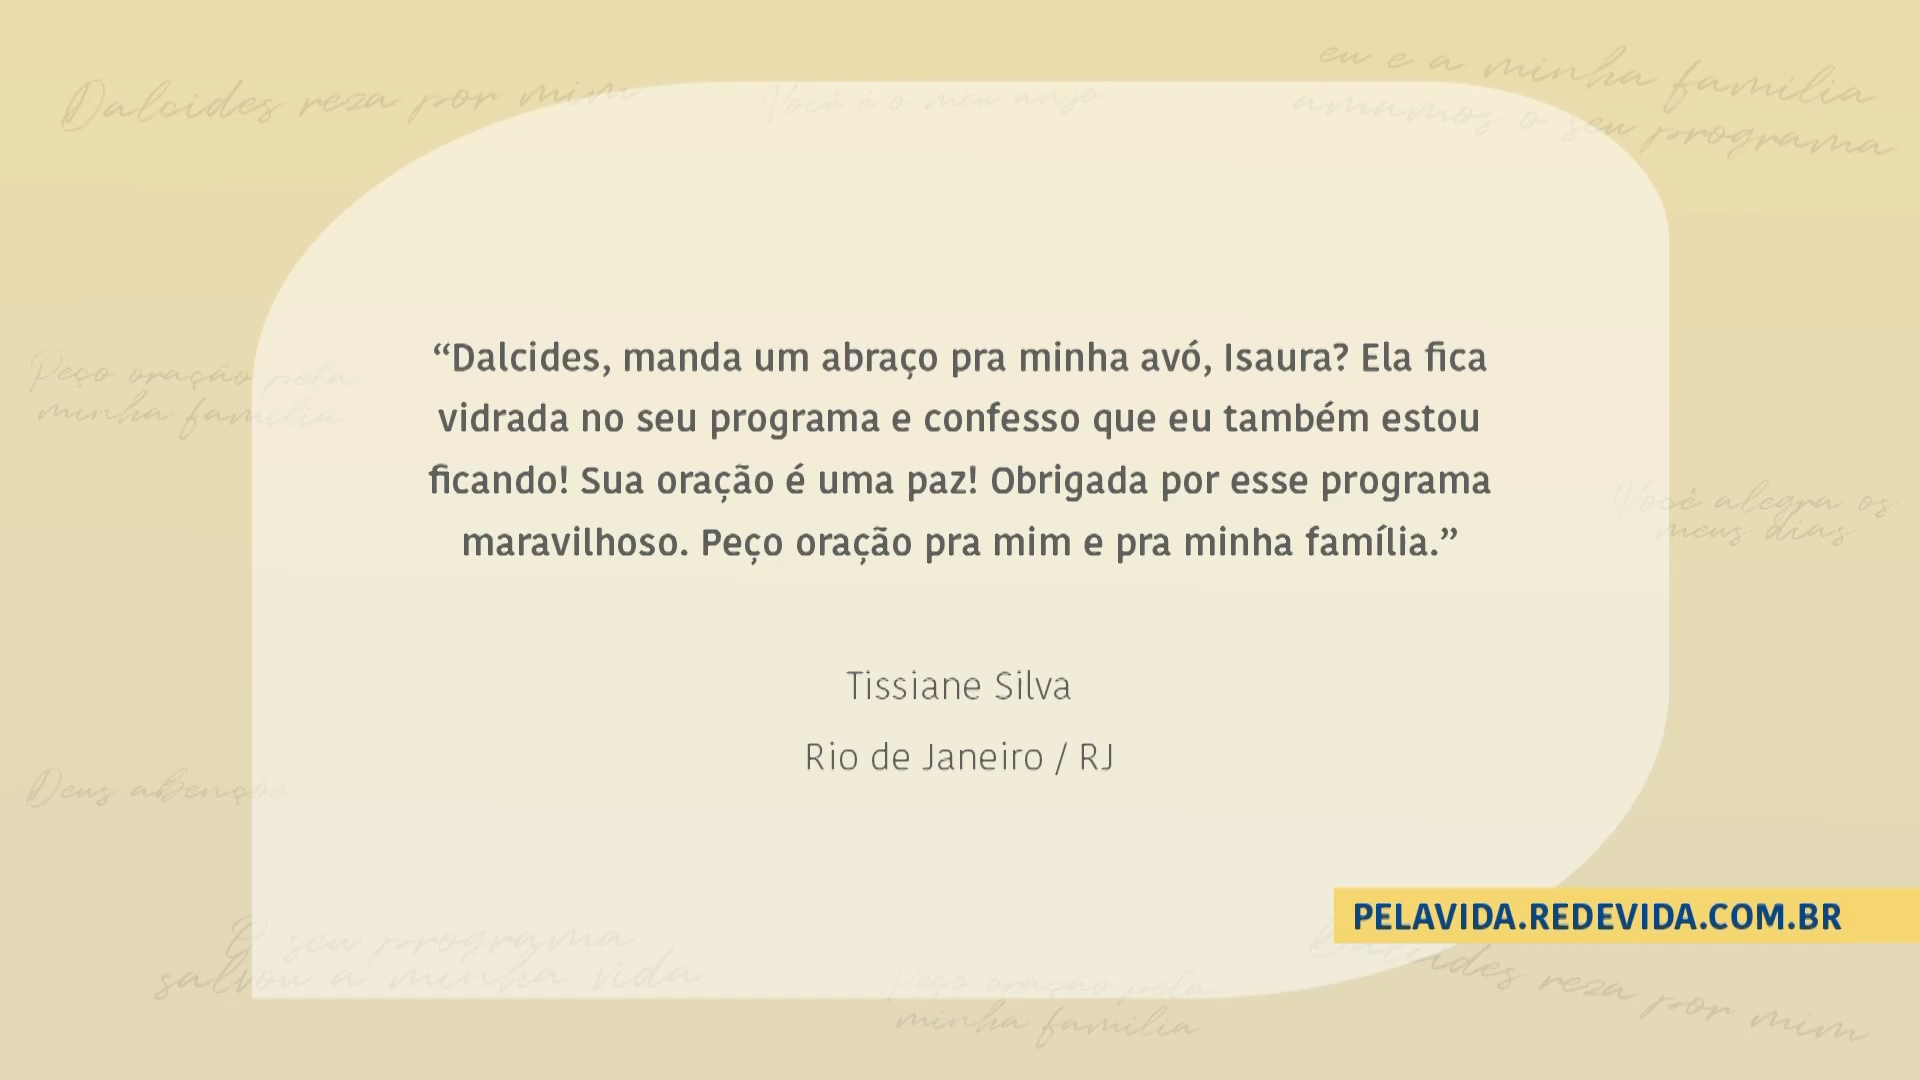 Dalcides reza por mim
Você é o meu anjo
eu e a minha família
amamos o seu programa
“Dalcides, manda um abraço pra minha avó, Isaura? Ela fica
vidrada no seu programa e confesso que eu também estou
ficando! Sua oração é uma paz! Obrigada por esse programa
maravilhoso. Peço oração pra mim e pra minha família.”
Peço oração pela
minha família
Você alegra os
meus dias
Tissiane Silva
Rio de Janeiro / RJ
Deus abençõe
PELAVIDA.REDEVIDA.COM.BR
O seu programa
salvou a minha vida
Peço oração pela
minha família
Dalcides reza por mim